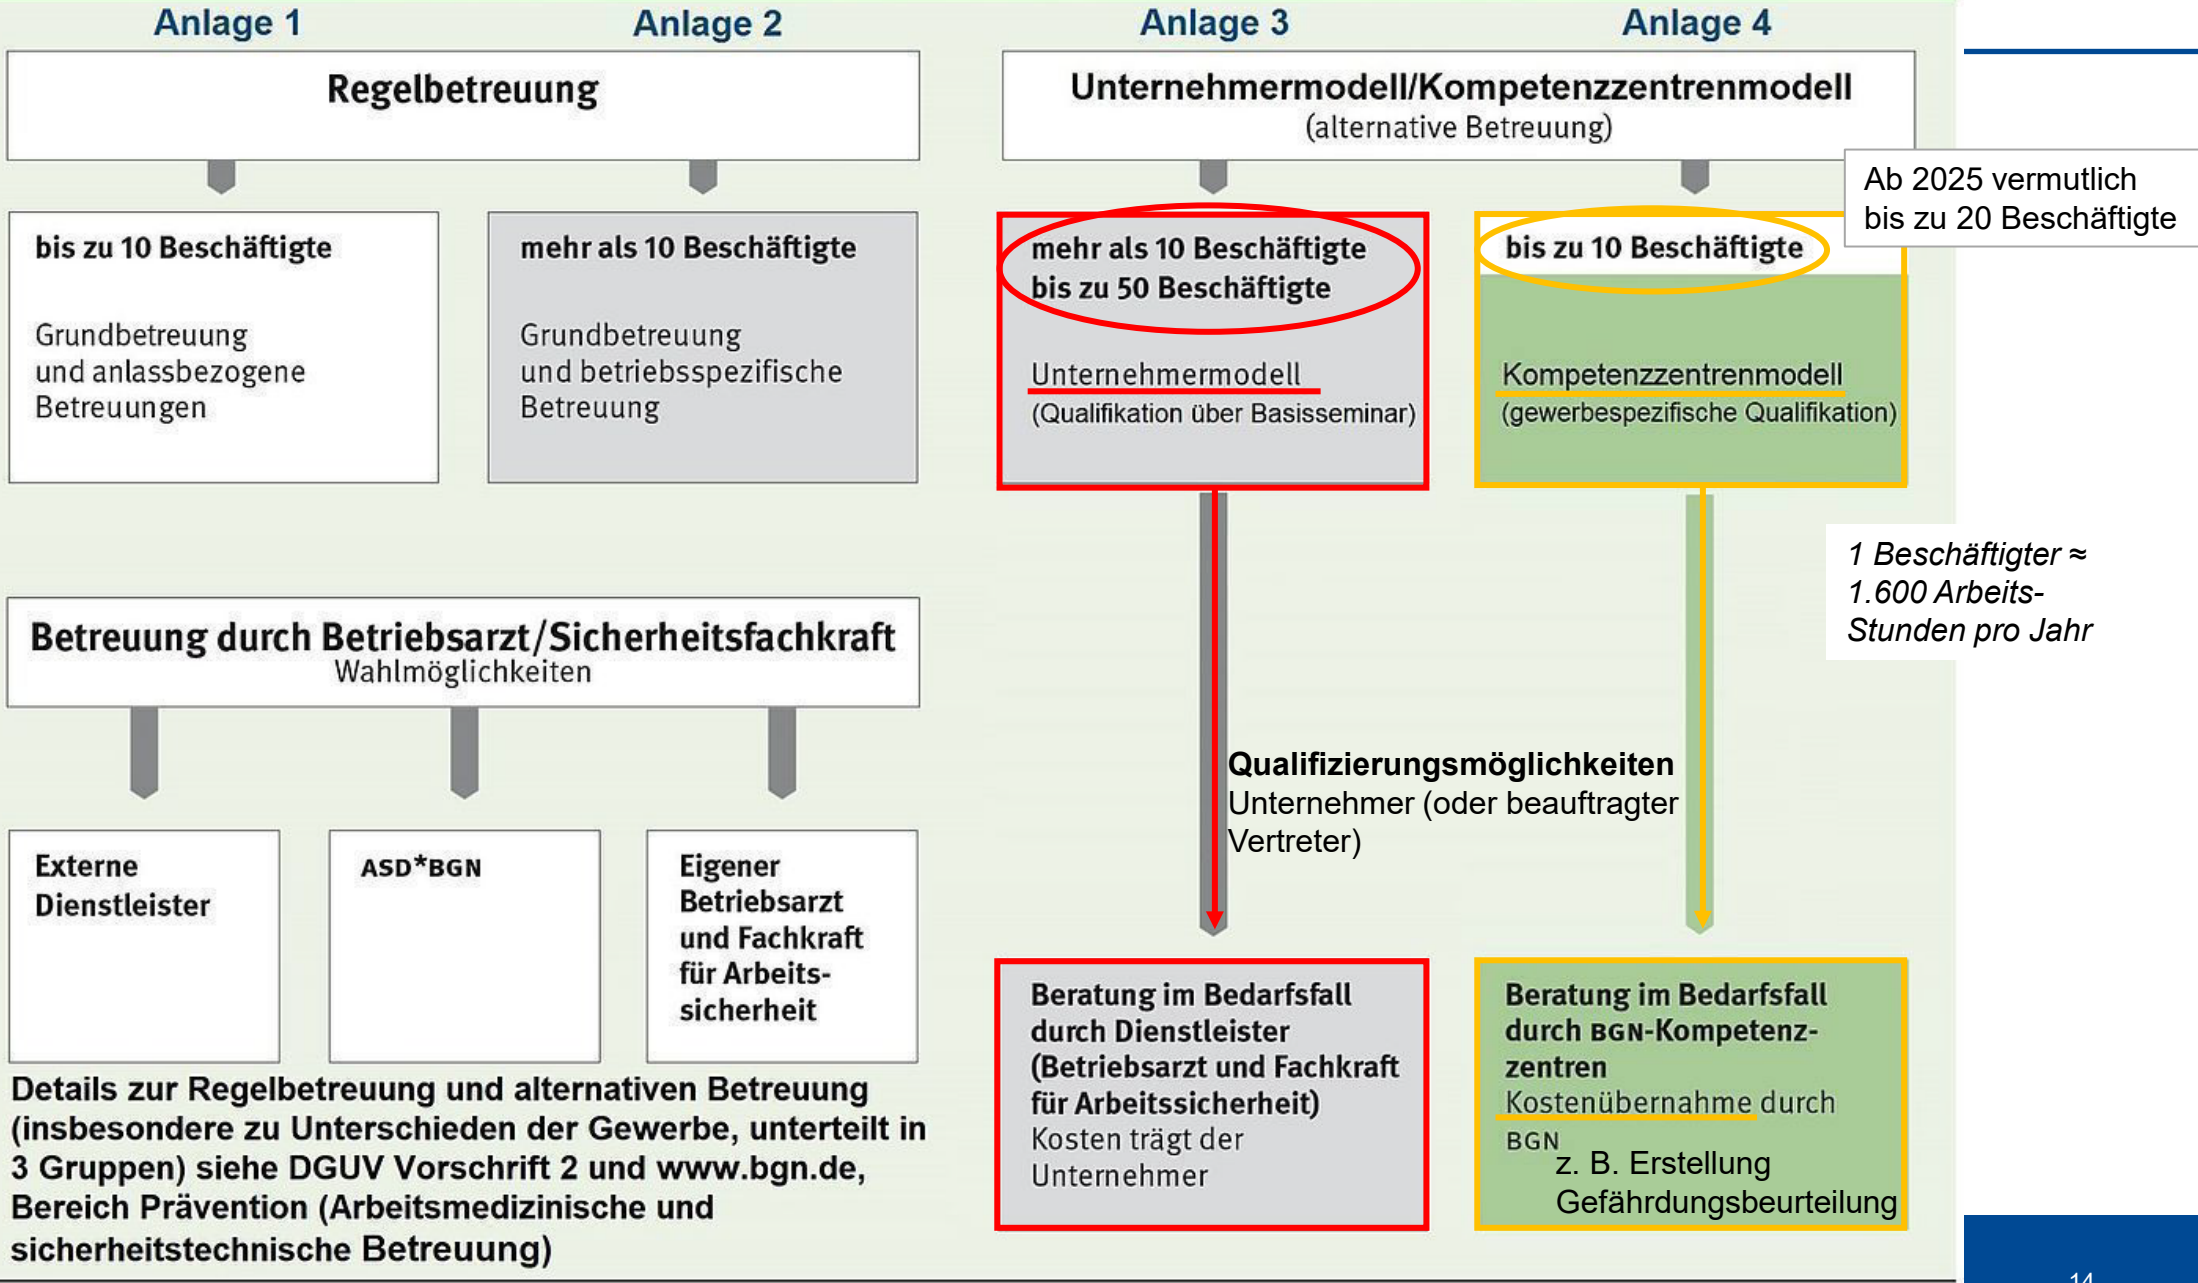 Anlage 1
Anlage 2
Regelbetreuung
bis zu 10 Beschäftigte
Grundbetreuung
und anlassbezogene
Betreuungen
mehr als 10 Beschäftigte
Grundbetreuung
und betriebsspezifische
Betreuung
Betreuung durch Betriebsarzt/Sicherheitsfachkraft
Wahlmöglichkeiten
Externe
Dienstleister
ASD*BGN
Eigener
Betriebsarzt
und Fachkraft
für Arbeits-
sicherheit
Details zur Regelbetreuung und alternativen Betreuung
(insbesondere zu Unterschieden der Gewerbe, unterteilt in
3 Gruppen) siehe DGUV Vorschrift 2 und www.bgn.de,
Bereich Prävention (Arbeitsmedizinische und
sicherheitstechnische Betreuung)
Anlage 3
Anlage 4
Unternehmermodell/Kompetenzzentrenmodell
(alternative Betreuung)
Ab 2025 vermutlich
bis zu 20 Beschäftigte
mehr als 10 Beschäftigte
bis zu 50 Beschäftigte
Unternehmermodell
(Qualifikation über Basisseminar)
bis zu 10 Beschäftigte
Kompetenzzentrenmodell
(gewerbespezifische Qualifikation)
1 Beschäftigter ≈
1.600 Arbeits-
Stunden pro Jahr
Qualifizierungsmöglichkeiten
Unternehmer (oder beauftragter
Vertreter)
Beratung im Bedarfsfall
durch Dienstleister
(Betriebsarzt und Fachkraft
für Arbeitssicherheit)
Kosten trägt der
Unternehmer
Beratung im Bedarfsfall
durch BGN-Kompetenz-
zentren
Kostenübernahme durch
BGN
z. B. Erstellung
Gefährdungsbeurteilung
14